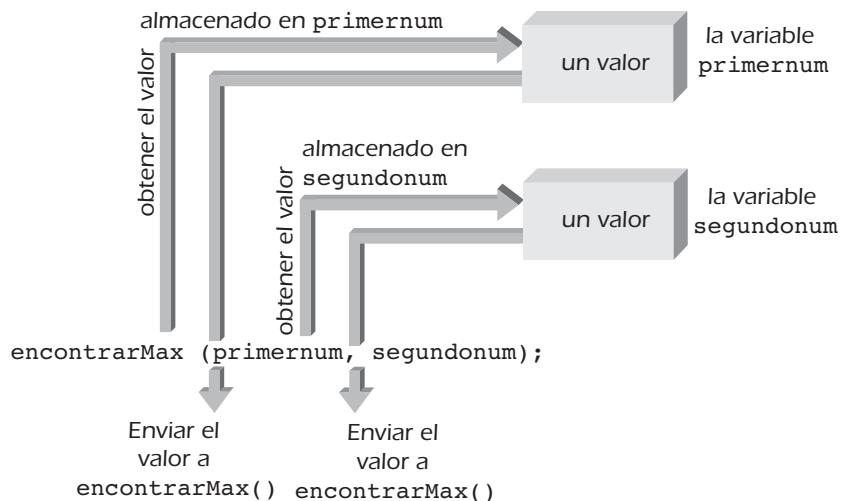 almacenado en primernum
obtener el valor
un valor
la variable
primernum
almacenado en
segundonum
obtener el valor
un valor
la variable
segundonum
encontrarMax (primernum, segundonum);
Enviar el
valor a
encontrarMax()
Enviar el
valor a
encontrarMax()